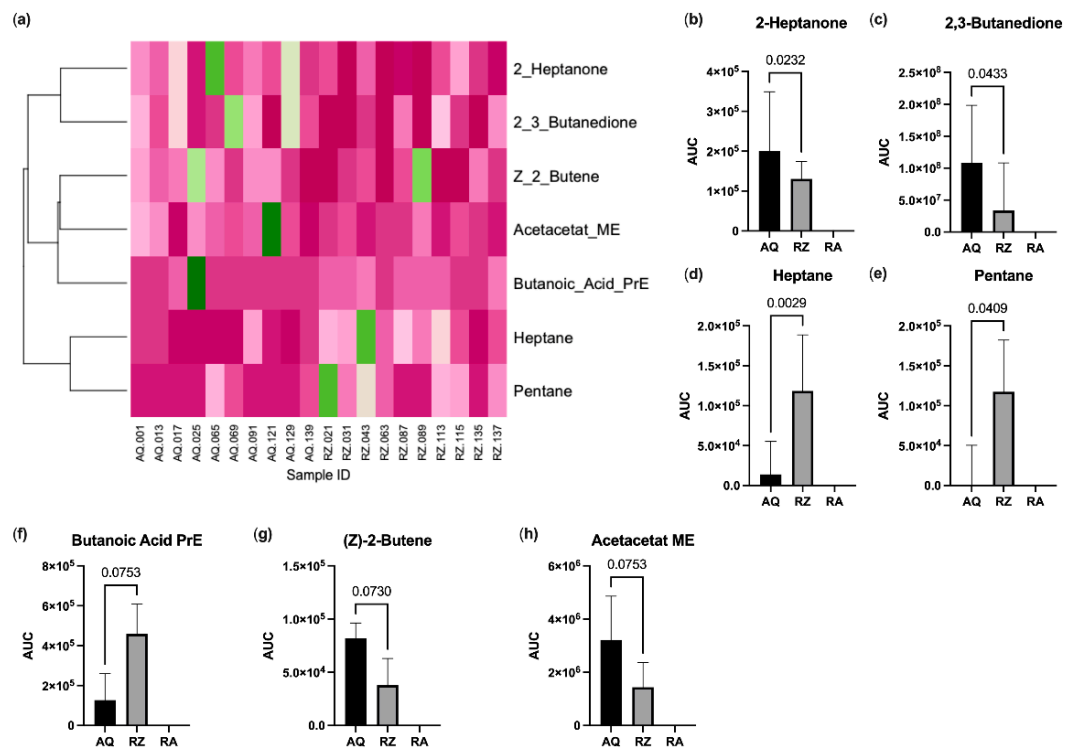 (a)
2_Heptanone
2_3_Butanedione
Z_2_Butene
Acetacetat_ME
Butanoic_Acid_PrE
Heptane
Pentane
AQ.001
AQ.013
AQ.017
AQ.025
AQ.065
AQ.069
AQ.091
AQ.121
AQ.129
AQ.139
RZ.021
RZ.031
RZ.043
RZ.063
RZ.087
RZ.089
RZ.113
RZ.115
RZ.135
RZ.137
Sample ID
(b)
2-Heptanone
0.0232
4×10⁵
3×10⁵
2×10⁵
1×10⁵
0
AUC
AQ RZ RA
(c)
2,3-Butanedione
0.0433
2.5×10⁸
2.0×10⁸
1.5×10⁸
1.0×10⁸
5.0×10⁷
0.0
AUC
AQ RZ RA
(d)
Heptane
0.0029
2.0×10⁵
1.5×10⁵
1.0×10⁵
5.0×10⁴
0.0
AUC
AQ RZ RA
(e)
Pentane
0.0409
2.0×10⁵
1.5×10⁵
1.0×10⁵
5.0×10⁴
0.0
AUC
AQ RZ RA
(f)
Butanoic Acid PrE
0.0753
8×10⁵
6×10⁵
4×10⁵
2×10⁵
0
AUC
AQ RZ RA
(g)
(Z)-2-Butene
0.0730
1.5×10⁵
1.0×10⁵
5.0×10⁴
0.0
AUC
AQ RZ RA
(h)
Acetacetat ME
0.0753
6×10⁶
4×10⁶
2×10⁶
0
AUC
AQ RZ RA